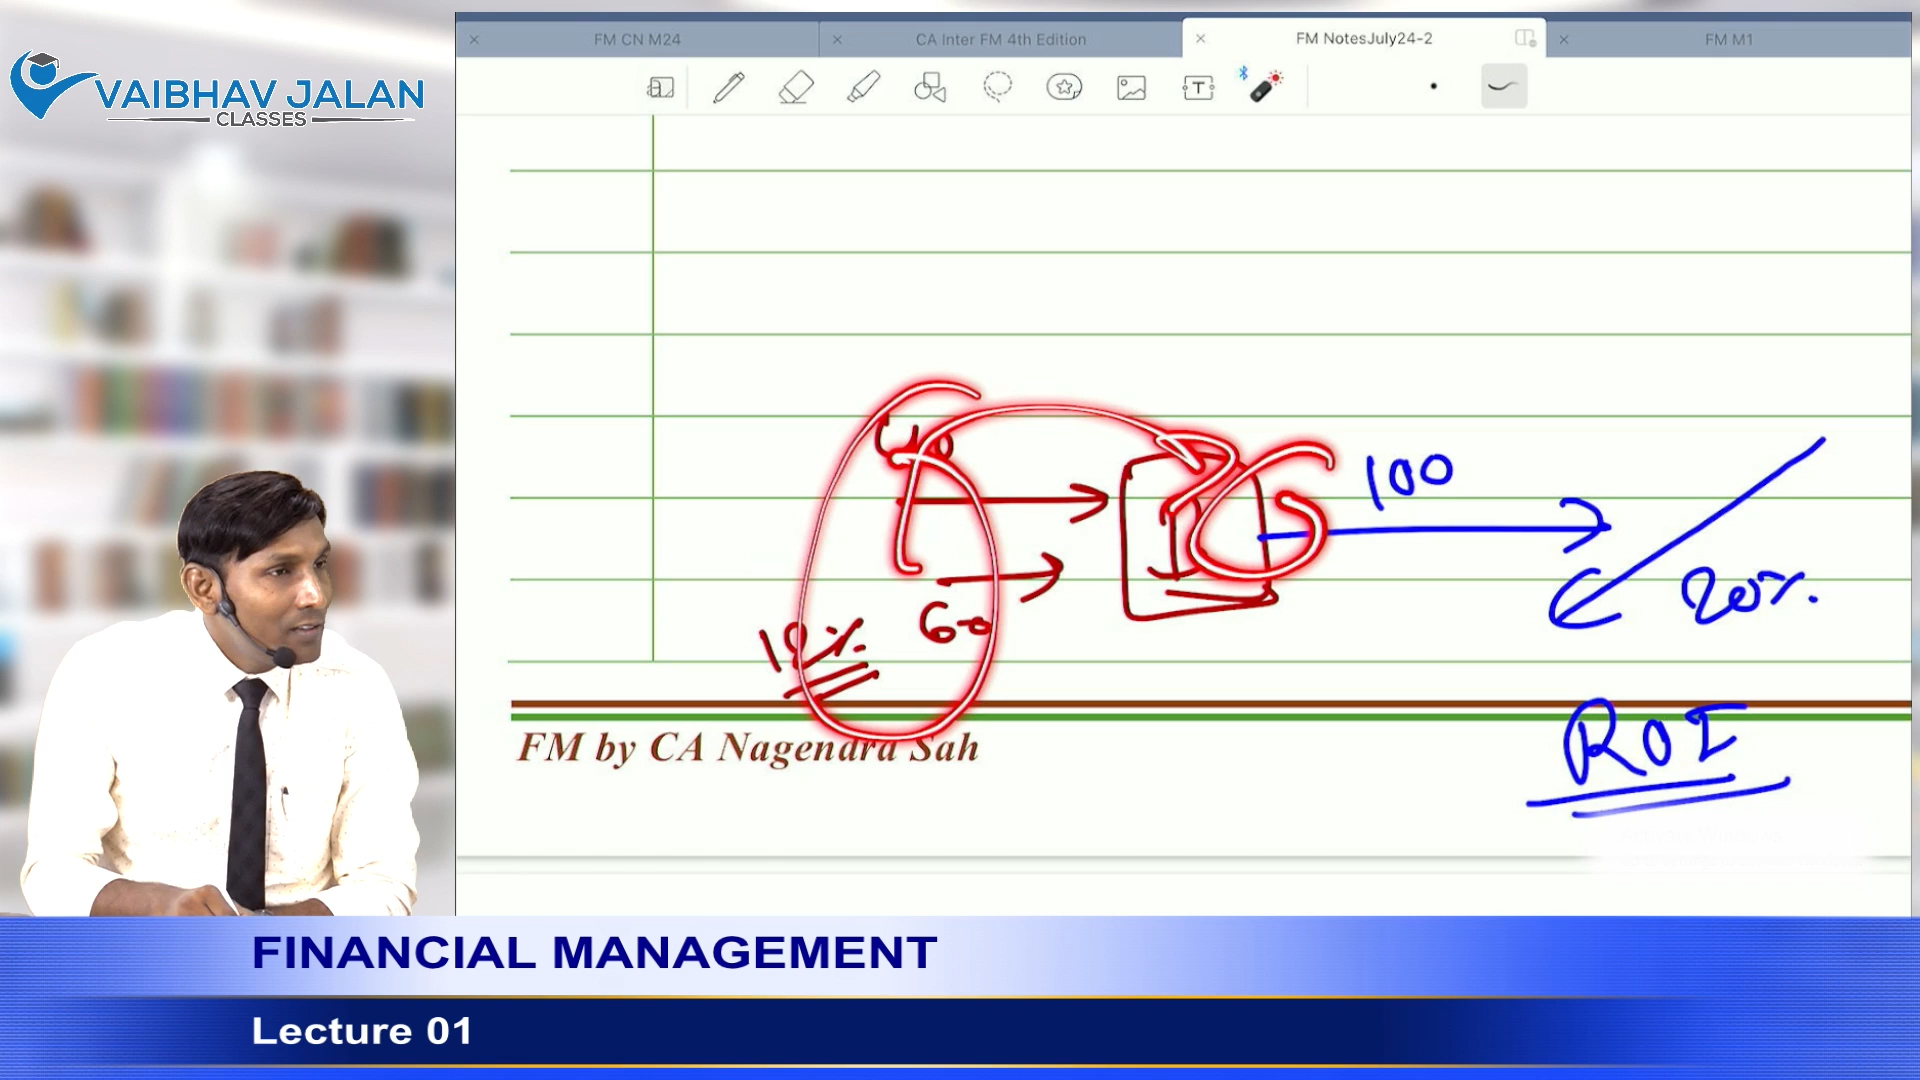 FM CN M24
CA Inter FM 4th Edition
FM NotesJuly24-2
FM M1
VAIBHAV JALAN
CLASSES
T
40
100
60
20%.
ROI
FM by CA Nagendra Sah
FINANCIAL MANAGEMENT
Lecture 01